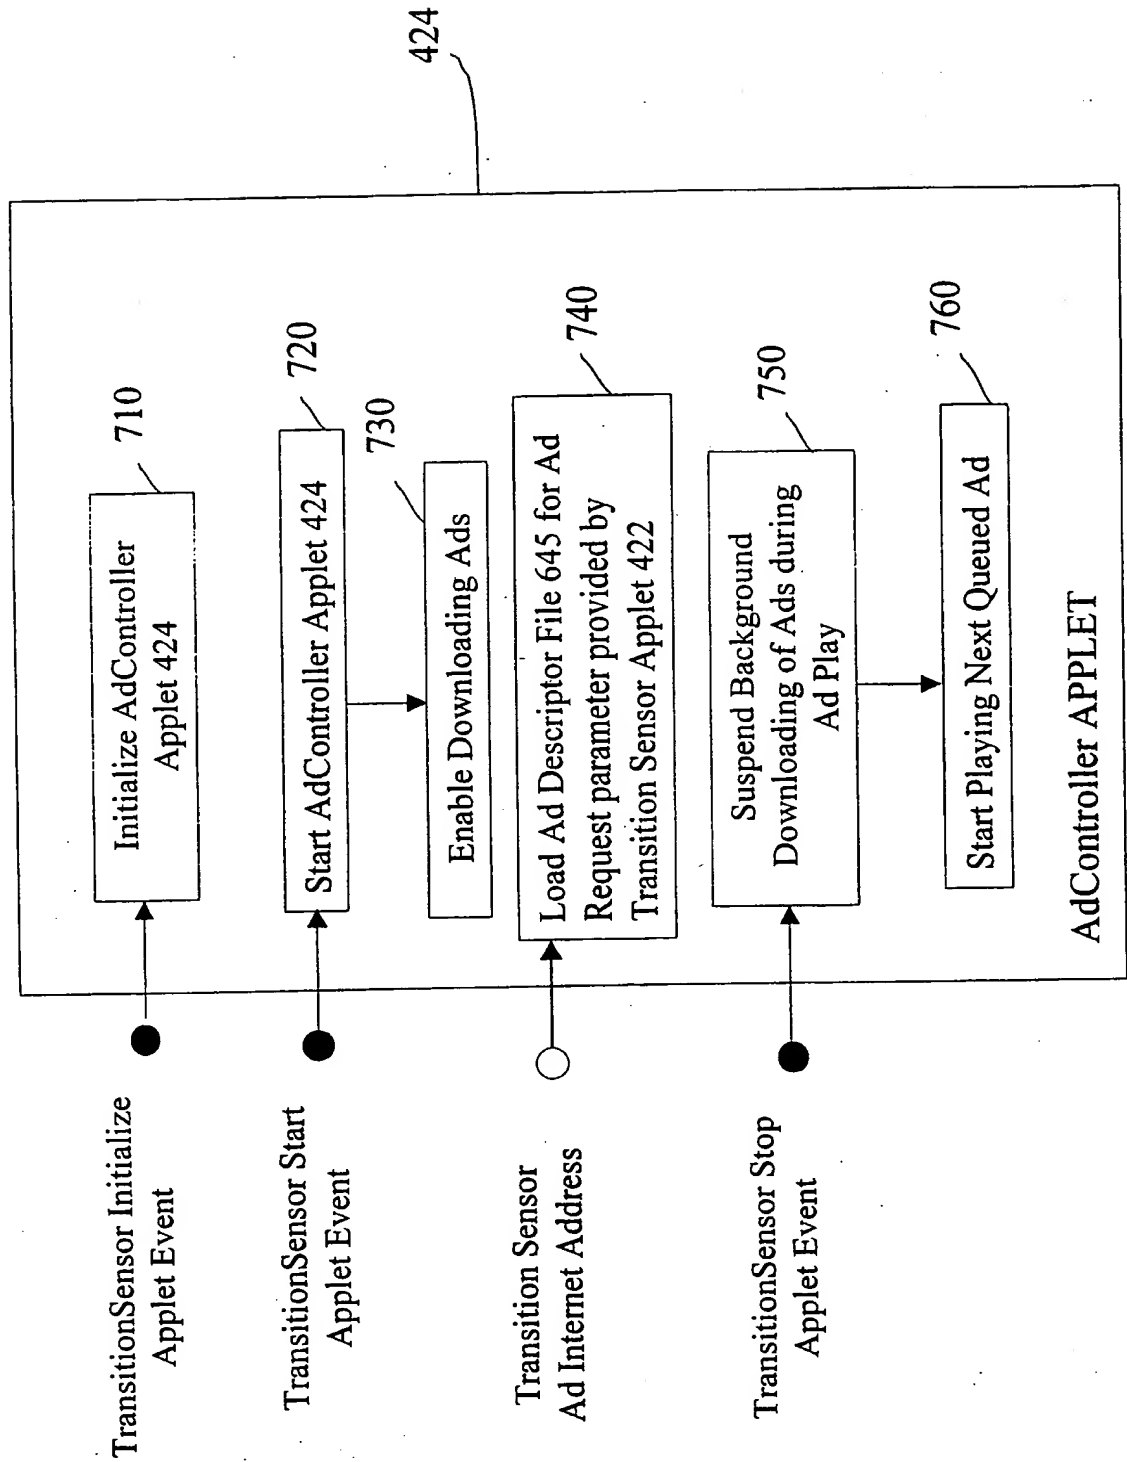 424
TransitionSensor Initialize
Applet Event
Initialize AdController
Applet 424
710
TransitionSensor Start
Applet Event
Start AdController Applet 424
720
Enable Downloading Ads
730
Transition Sensor
Ad Internet Address
Load Ad Descriptor File 645 for Ad
Request parameter provided by
Transition Sensor Applet 422
740
TransitionSensor Stop
Applet Event
Suspend Background
Downloading of Ads during
Ad Play
750
Start Playing Next Queued Ad
760
AdController APPLET